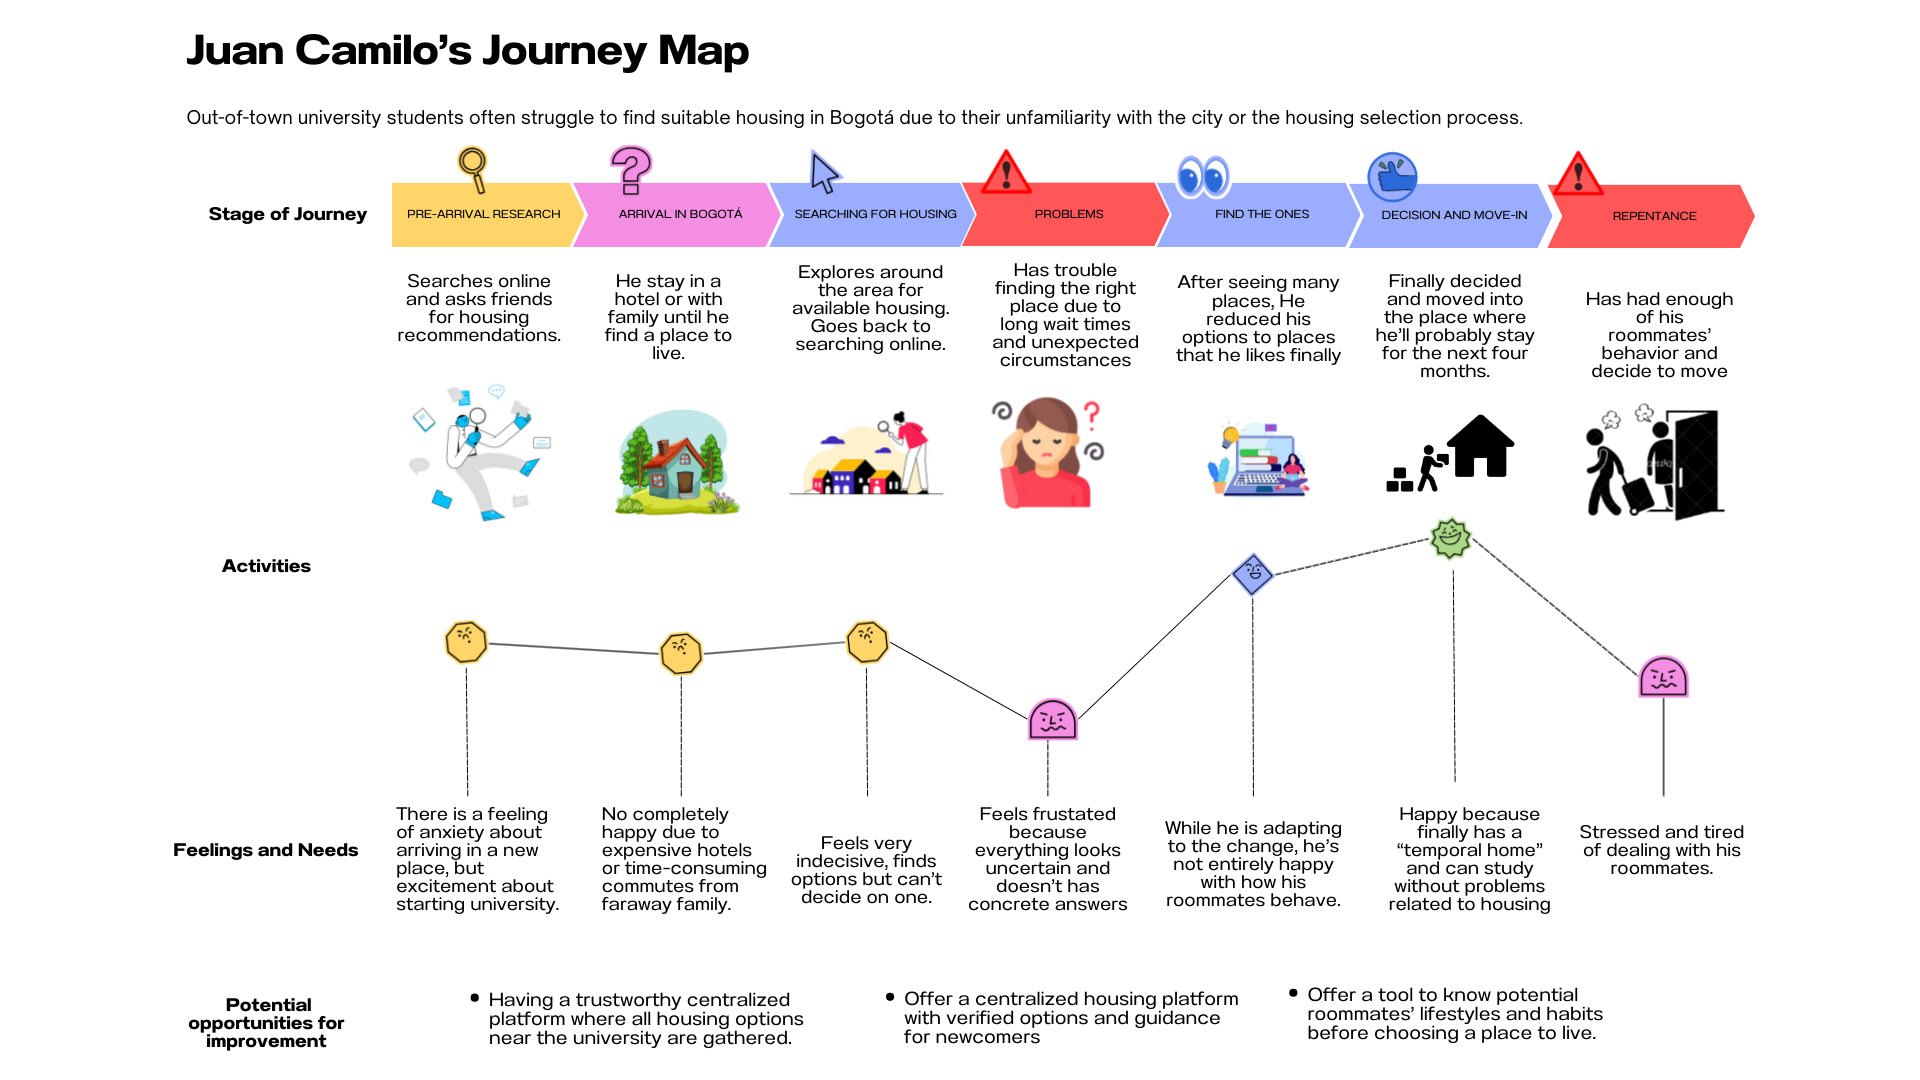 Juan Camilo's Journey Map
Out-of-town university students often struggle to find suitable housing in Bogotá due to their unfamiliarity with the city or the housing selection process.
Stage of Journey
PRE-ARRIVAL RESEARCH
ARRIVAL IN BOGOTÁ
SEARCHING FOR HOUSING
PROBLEMS
FIND THE ONES
DECISION AND MOVE-IN
REPENTANCE
Searches online
and asks friends
for housing
recommendations.
He stay in a
hotel or with
family until he
find a place to
live.
Explores around
the area for
available housing.
Goes back to
searching online.
Has trouble
finding the right
place due to
long wait times
and unexpected
circumstances
After seeing many
places, He
reduced his
options to places
that he likes finally
Finally decided
and moved into
the place where
he'll probably stay
for the next four
months.
Has had enough
of his
roommates'
behavior and
decide to move
Activities
Feelings and Needs
There is a feeling
of anxiety about
arriving in a new
place, but
excitement about
starting university.
No completely
happy due to
expensive hotels
or time-consuming
commutes from
faraway family.
Feels very
indecisive, finds
options but can't
decide on one.
Feels frustated
because
everything looks
uncertain and
doesn't has
concrete answers
While he is adapting
to the change, he's
not entirely happy
with how his
roommates behave.
Happy because
finally has a
"temporal home"
and can study
without problems
related to housing
Stressed and tired
of dealing with his
roommates.
Potential
opportunities for
improvement
• Having a trustworthy centralized
platform where all housing options
near the university are gathered.
• Offer a centralized housing platform
with verified options and guidance
for newcomers
• Offer a tool to know potential
roommates' lifestyles and habits
before choosing a place to live.